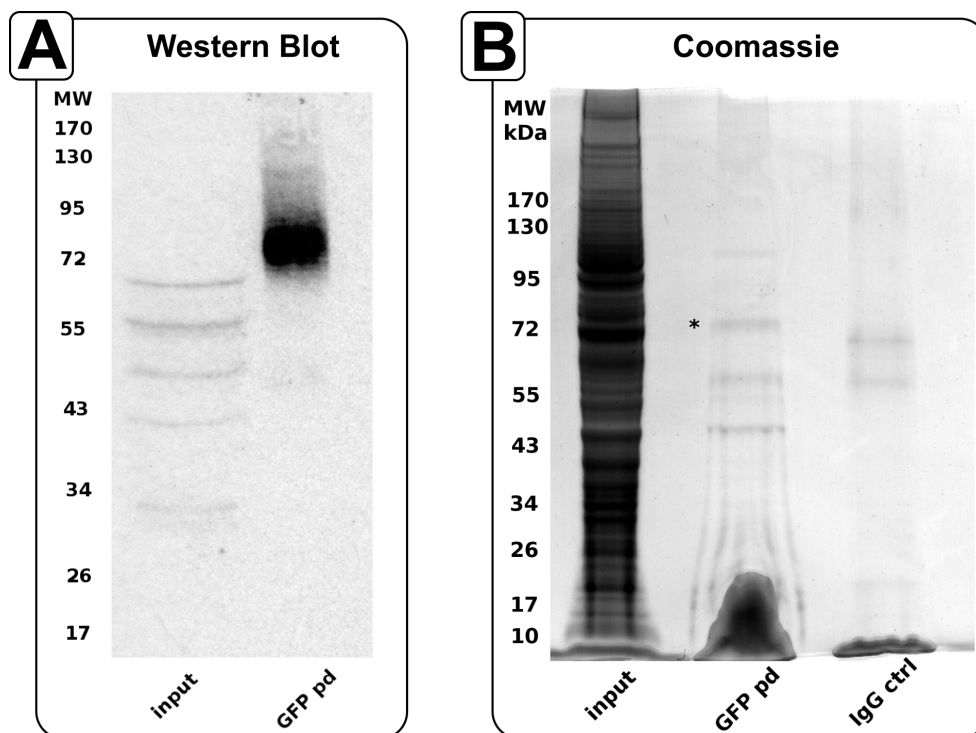 A
Western Blot
MW
170
130
95
72
55
43
34
26
17
input
GFP pd
B
Coomassie
MW
kDa
170
130
95
72
*
55
43
34
26
17
10
input
GFP pd
IgG ctrl